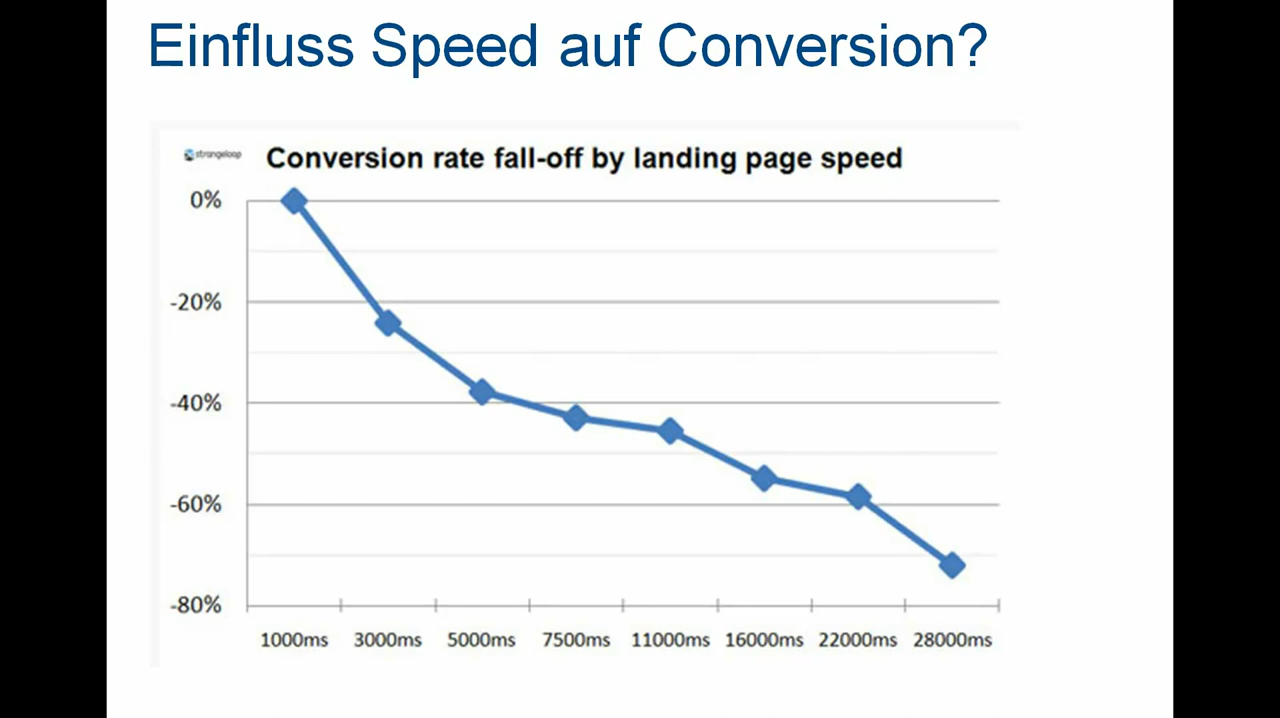 Einfluss Speed auf Conversion?
strangeloop
Conversion rate fall-off by landing page speed
0%
-20%
-40%
-60%
-80%
1000ms 3000ms 5000ms 7500ms 11000ms 16000ms 22000ms 28000ms